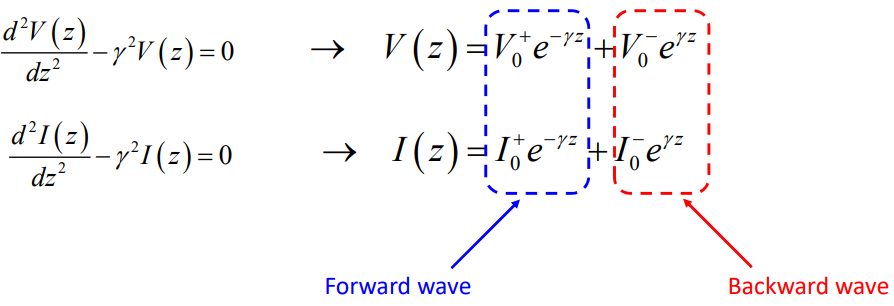 d²V(z)/dz² − γ²V(z) = 0 → V(z) = V₀⁺e^{−γz} + V₀⁻e^{γz}
d²I(z)/dz² − γ²I(z) = 0 → I(z) = I₀⁺e^{−γz} + I₀⁻e^{γz}
Forward wave Backward wave